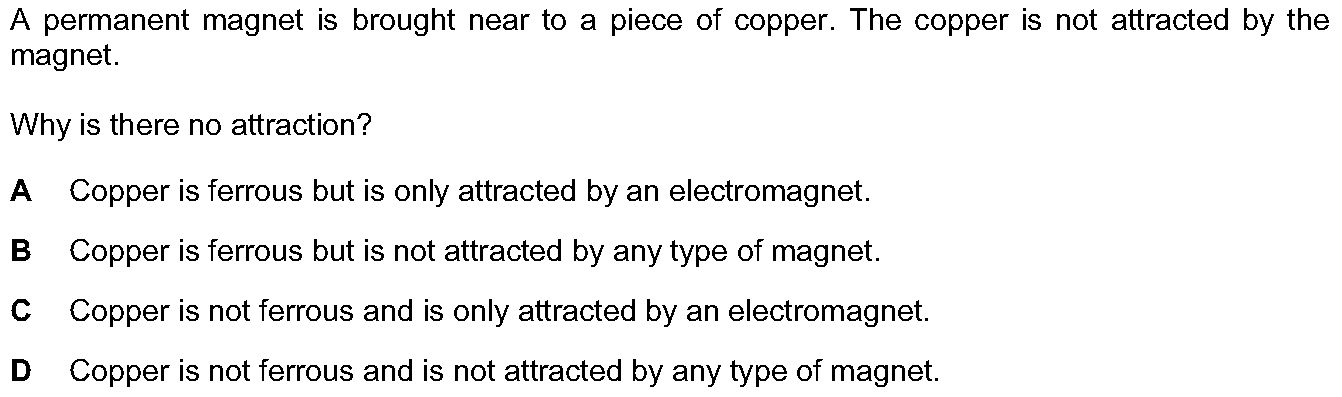 A permanent magnet is brought near to a piece of copper. The copper is not attracted by the
magnet.
Why is there no attraction?
A Copper is ferrous but is only attracted by an electromagnet.
B Copper is ferrous but is not attracted by any type of magnet.
C Copper is not ferrous and is only attracted by an electromagnet.
D Copper is not ferrous and is not attracted by any type of magnet.